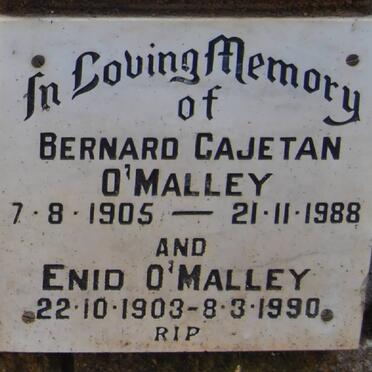 In Loving Memory
of
BERNARD CAJETAN
O'MALLEY
7·8·1905 — 21·11·1988
AND
ENID O'MALLEY
22·10·1903-8·3·1990
RIP